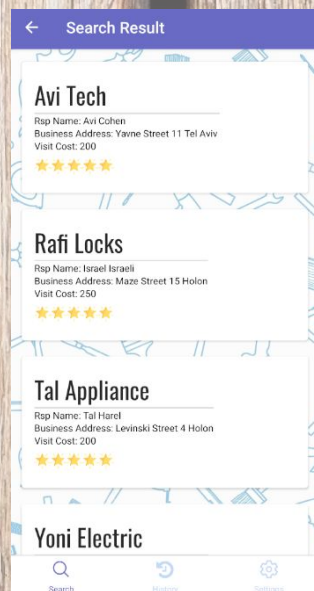 Search Result
Avi Tech
Rsp Name: Avi Cohen
Business Address: Yavne Street 11 Tel Aviv
Visit Cost: 200
Rafi Locks
Rsp Name: Israel Israeli
Business Address: Maze Street 15 Holon
Visit Cost: 250
Tal Appliance
Rsp Name: Tal Harel
Business Address: Levinski Street 4 Holon
Visit Cost: 200
Yoni Electric
Search
History
Settings